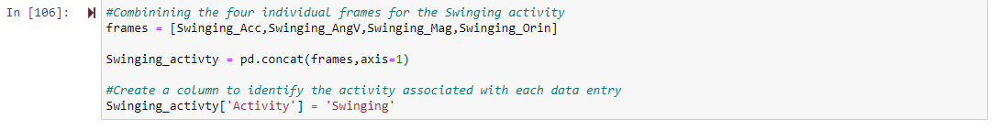 In [106]: #Combinining the four individual frames for the Swinging activity
frames = [Swinging_Acc,Swinging_AngV,Swinging_Mag,Swinging_Orin]
Swinging_activty = pd.concat(frames,axis=1)
#Create a column to identify the activity associated with each data entry
Swinging_activty['Activity'] = 'Swinging'